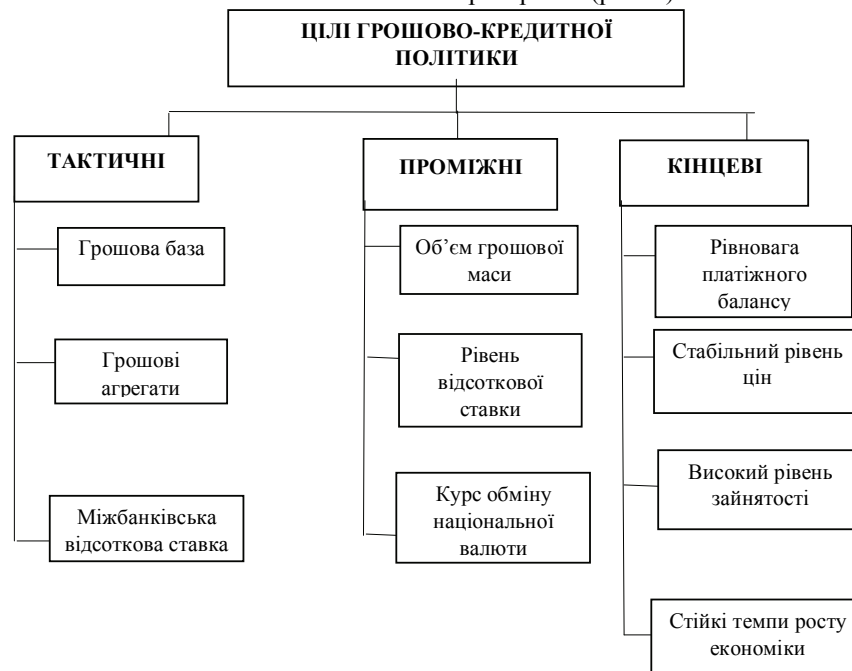 ЦІЛІ ГРОШОВО-КРЕДИТНОЇ
ПОЛІТИКИ
ТАКТИЧНІ
Грошова база
Грошові
агрегати
Міжбанківська
відсоткова ставка
ПРОМІЖНІ
Об’єм грошової
маси
Рівень
відсоткової
ставки
Курс обміну
національної
валюти
КІНЦЕВІ
Рівновага
платіжного
балансу
Стабільний рівень
цін
Високий рівень
зайнятості
Стійкі темпи росту
економіки